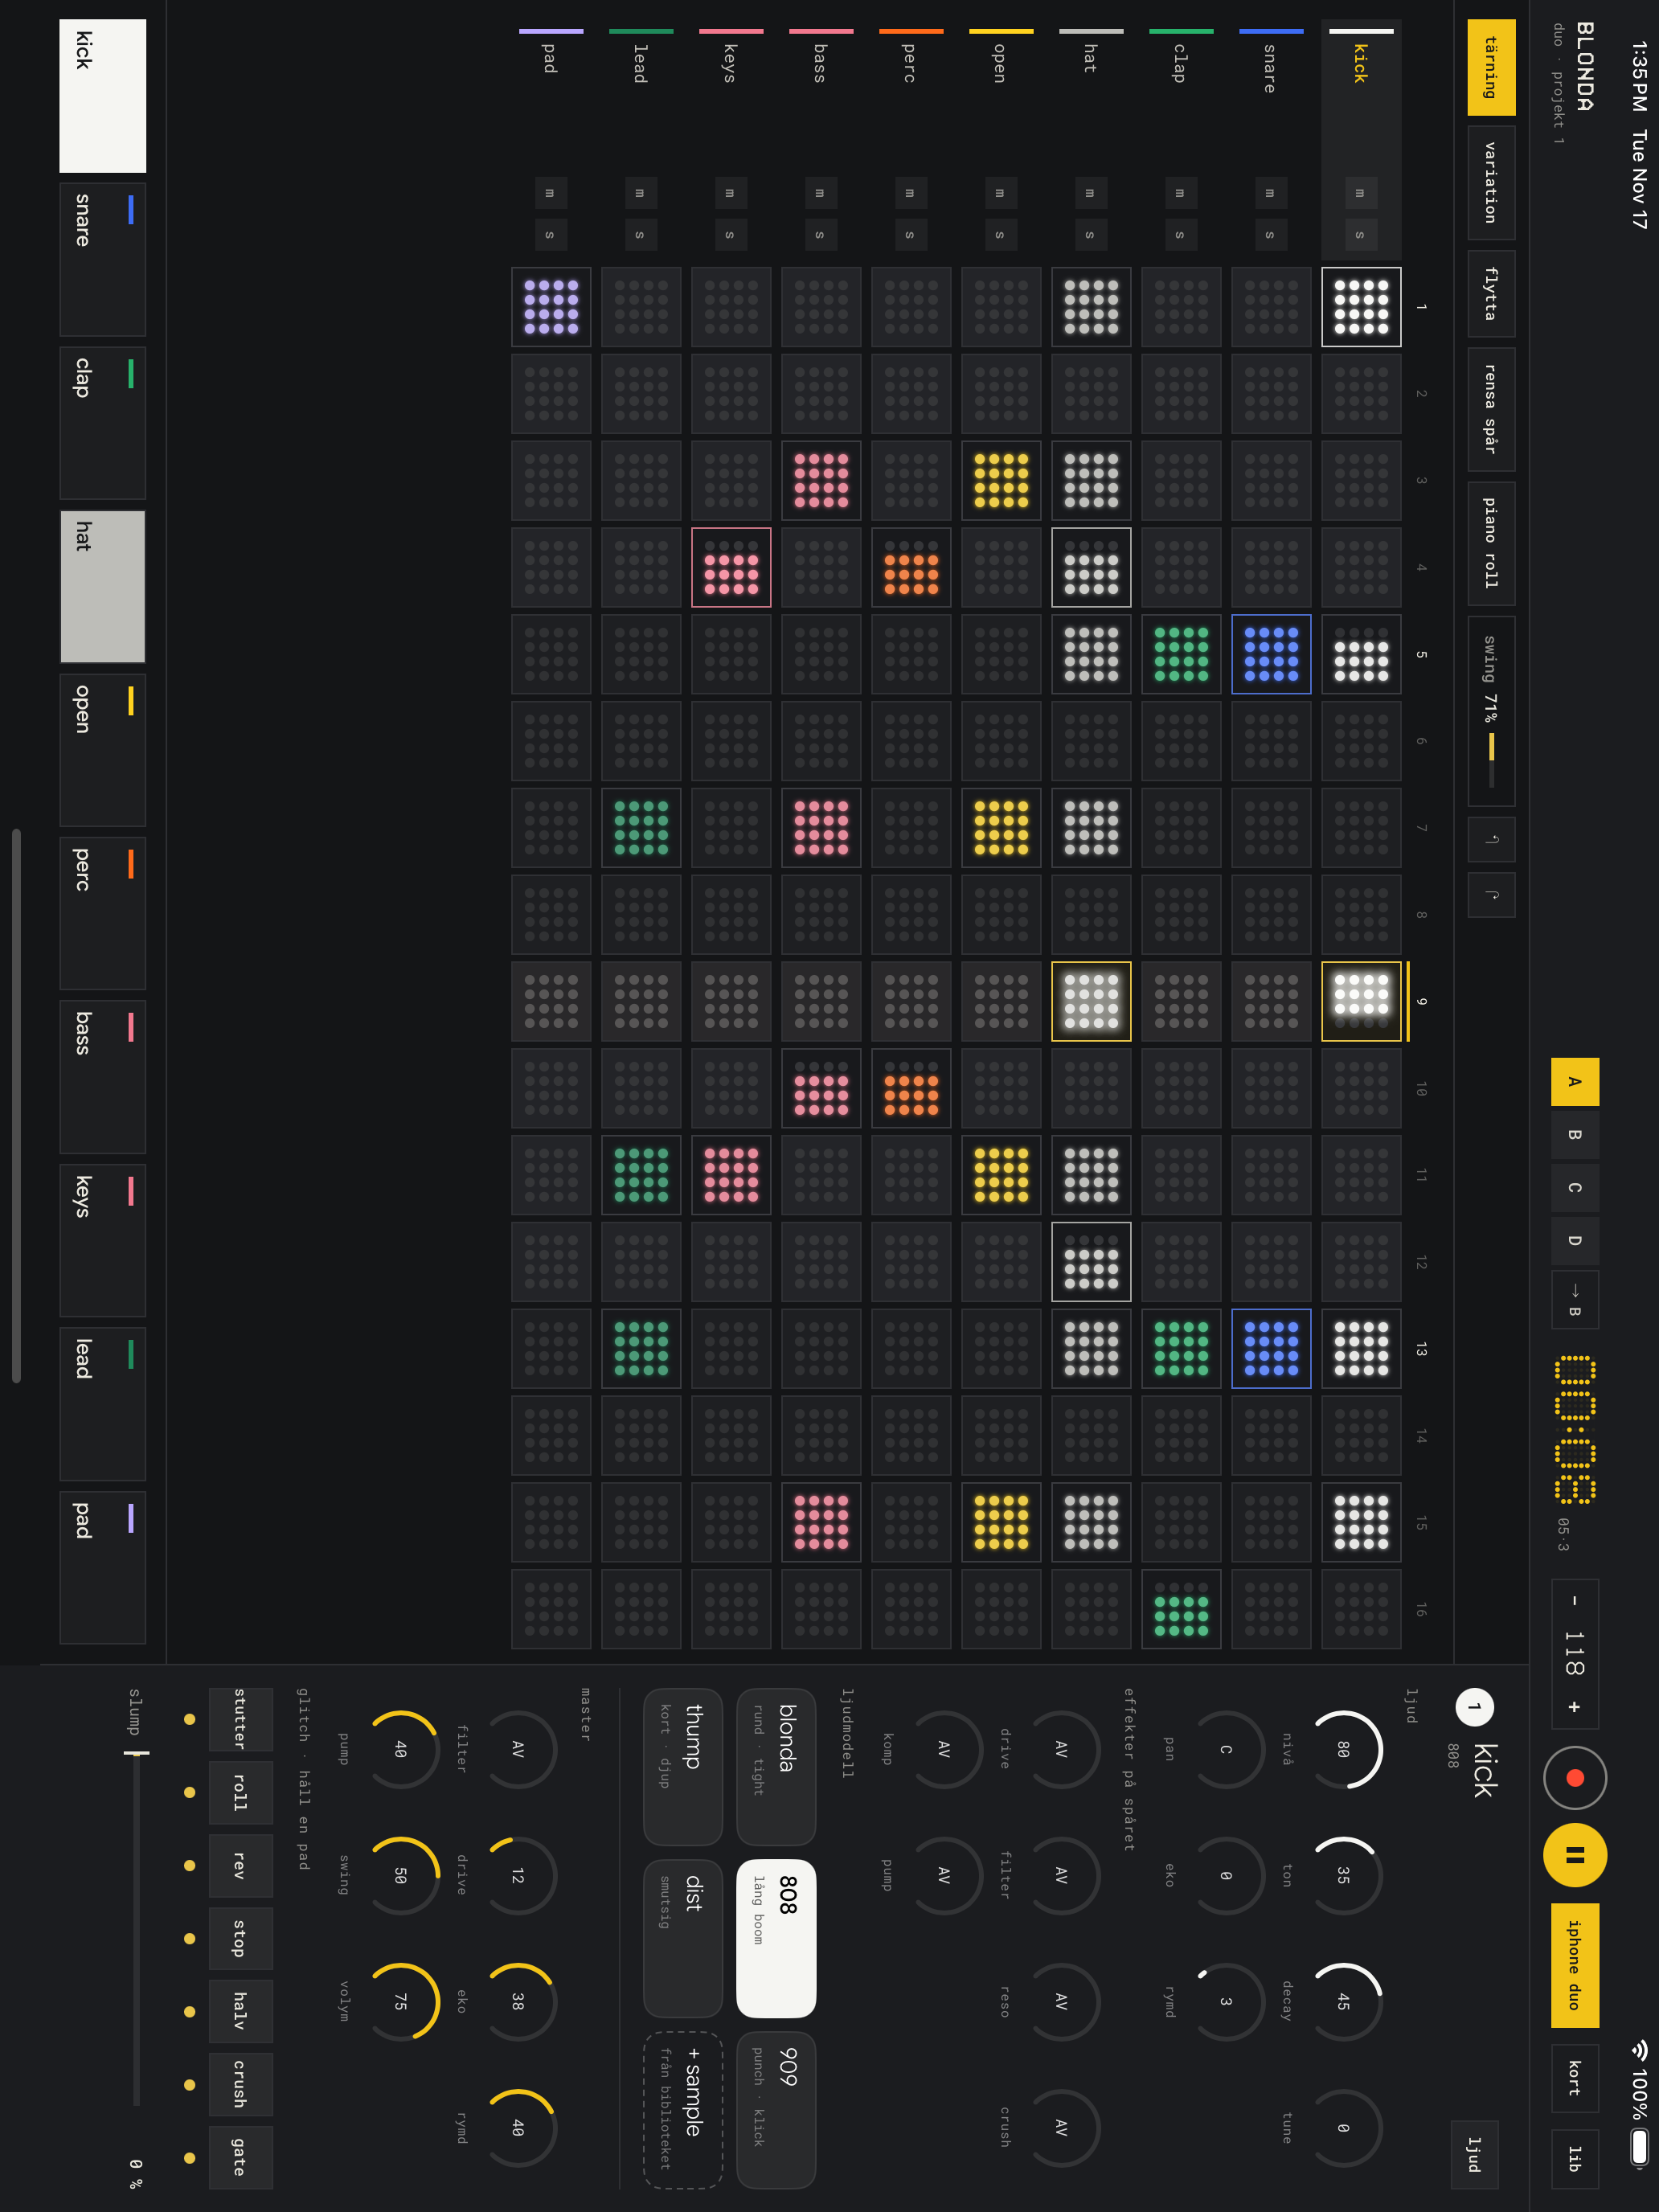 1:35 PM Tue Nov 17
100%
BLONDA
duo · projekt 1
A B C D → B
00:09 05·3
− 118 +
iphone duo kort lib
tärning variation flytta rensa spår piano roll swing 71%
1 2 3 4 5 6 7 8 9 10 11 12 13 14 15 16
kick m s
snare m s
clap m s
hat m s
open m s
perc m s
bass m s
keys m s
lead m s
pad m s
kick snare clap hat open perc bass keys lead pad
1 kick
808
ljud
ljud
80 35 45 0
nivå ton decay tune
C 0 3
pan eko rymd
effekter på spåret
AV AV AV AV
drive filter reso crush
AV AV
komp pump
ljudmodell
blonda 808 909
rund · tight lång boom punch · klick
thump dist + sample
kort · djup smutsig från biblioteket
master
AV 12 38 40
filter drive eko rymd
40 50 75
pump swing volym
glitch · håll en pad
stutter roll rev stop halv crush gate
slump 0 %